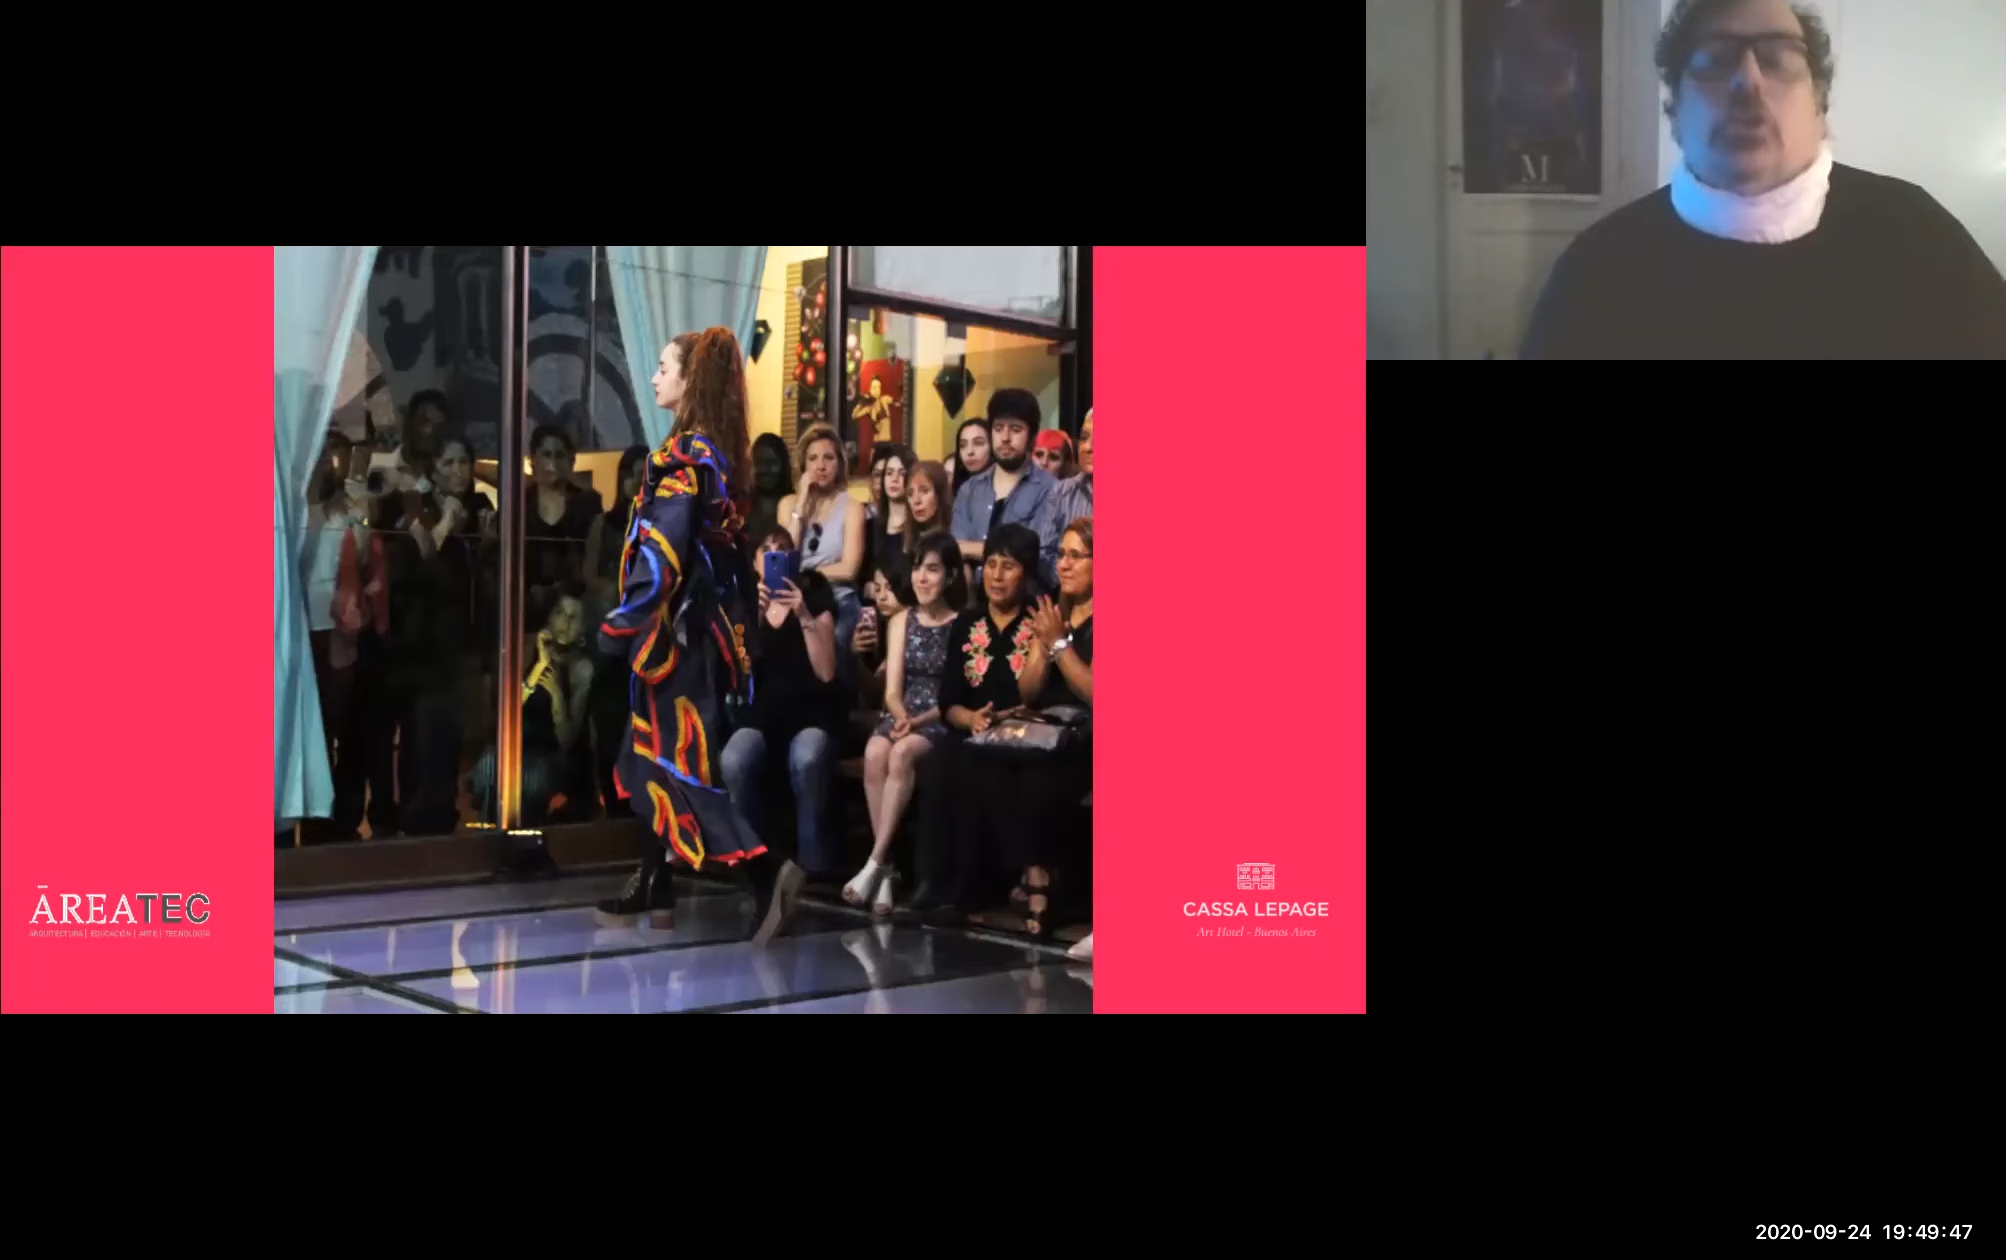 M
ĀREATEC
ARQUITECTURA | EDUCACIÓN | ARTE | TECNOLOGÍA
CASSA LEPAGE
Art Hotel - Buenos Aires
2020-09-24 19:49:47